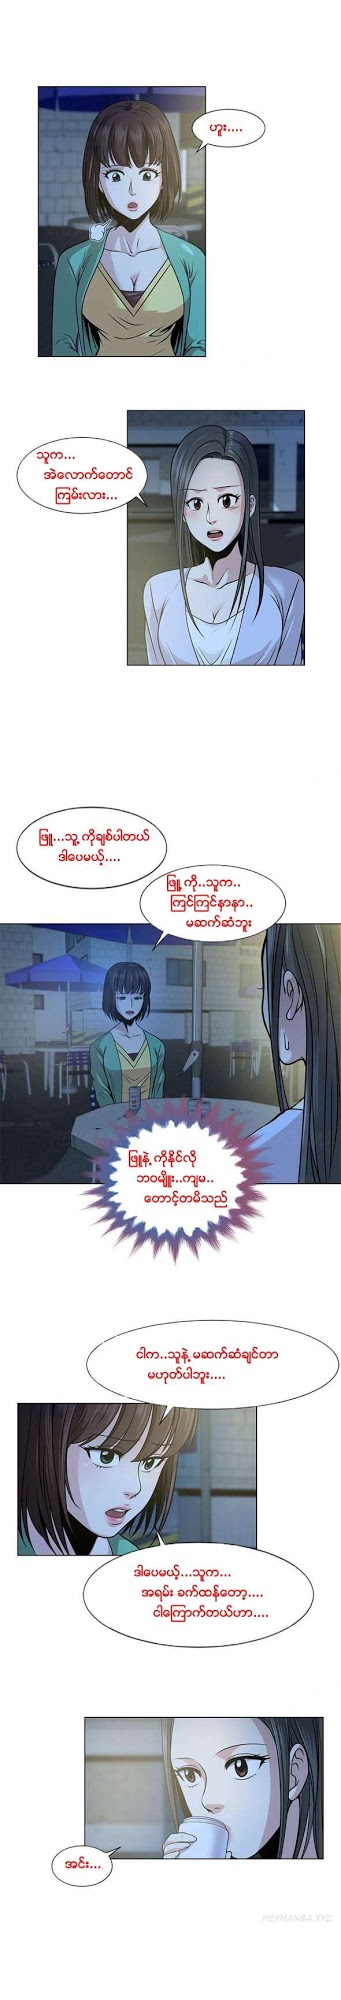 ဟူး....
သူက...
အဲလောက်တောင်
ကြမ်းလား...
ဖြူ...သူ့ ကိုချစ်ပါတယ်
ဒါပေမယ့်....
ဖြူ့ ကို..သူက..
ကြင်ကြင်နာနာ..
မဆက်ဆံဘူး
ဖြူနဲ့ ကိုနိုင်လို
ဘဝမျိုး..ကျမ..
တောင့်တမိသည်
ငါက..သူနဲ့ မဆက်ဆံချင်တာ
မဟုတ်ပါဘူး....
ဒါပေမယ့်...သူက...
အရမ်း ခက်ထန်တော့....
ငါကြောက်တယ်ဟာ....
အင်း...
HEYMANGA.XYZ